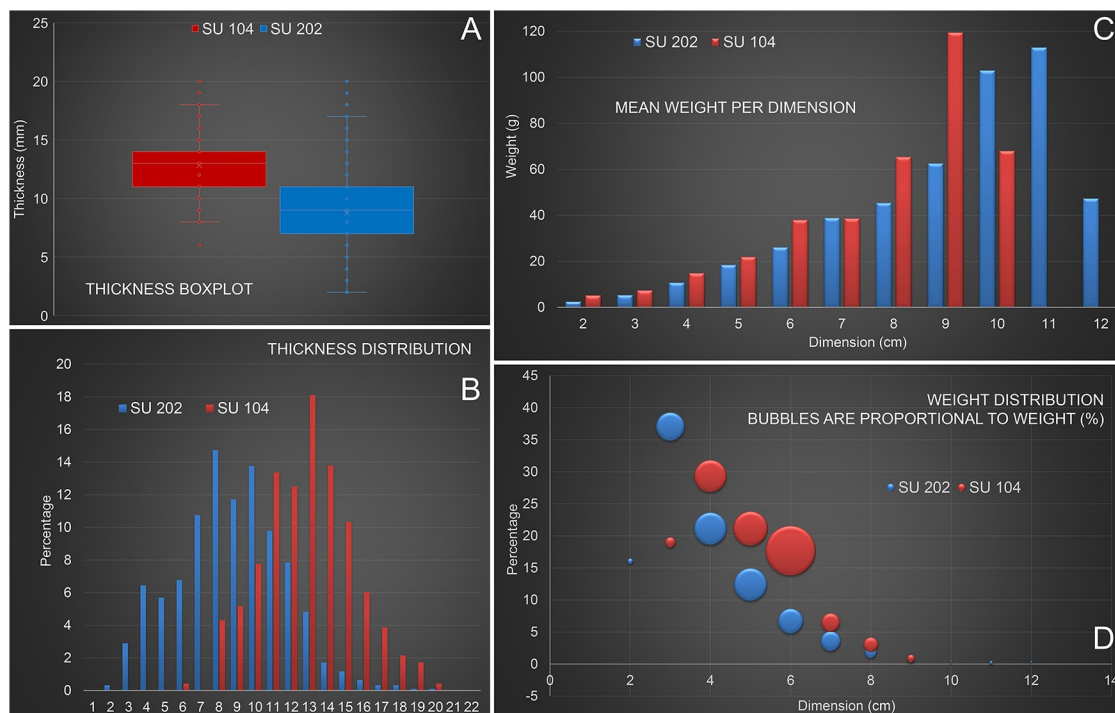 A
SU 104 SU 202
25
20
15
10
5
0
Thickness (mm)
THICKNESS BOXPLOT
C
120
100
80
60
40
20
0
Weight (g)
SU 202 SU 104
MEAN WEIGHT PER DIMENSION
2 3 4 5 6 7 8 9 10 11 12
Dimension (cm)
THICKNESS DISTRIBUTION
B
20
18
16
14
12
10
8
6
4
2
0
Percentage
SU 202 SU 104
1 2 3 4 5 6 7 8 9 10 11 12 13 14 15 16 17 18 19 20 21 22
45
40
35
30
25
20
15
10
5
0
-5
Percentage
WEIGHT DISTRIBUTION
BUBBLES ARE PROPORTIONAL TO WEIGHT (%)
SU 202 SU 104
D
0 2 4 6 8 10 12 14
Dimension (cm)